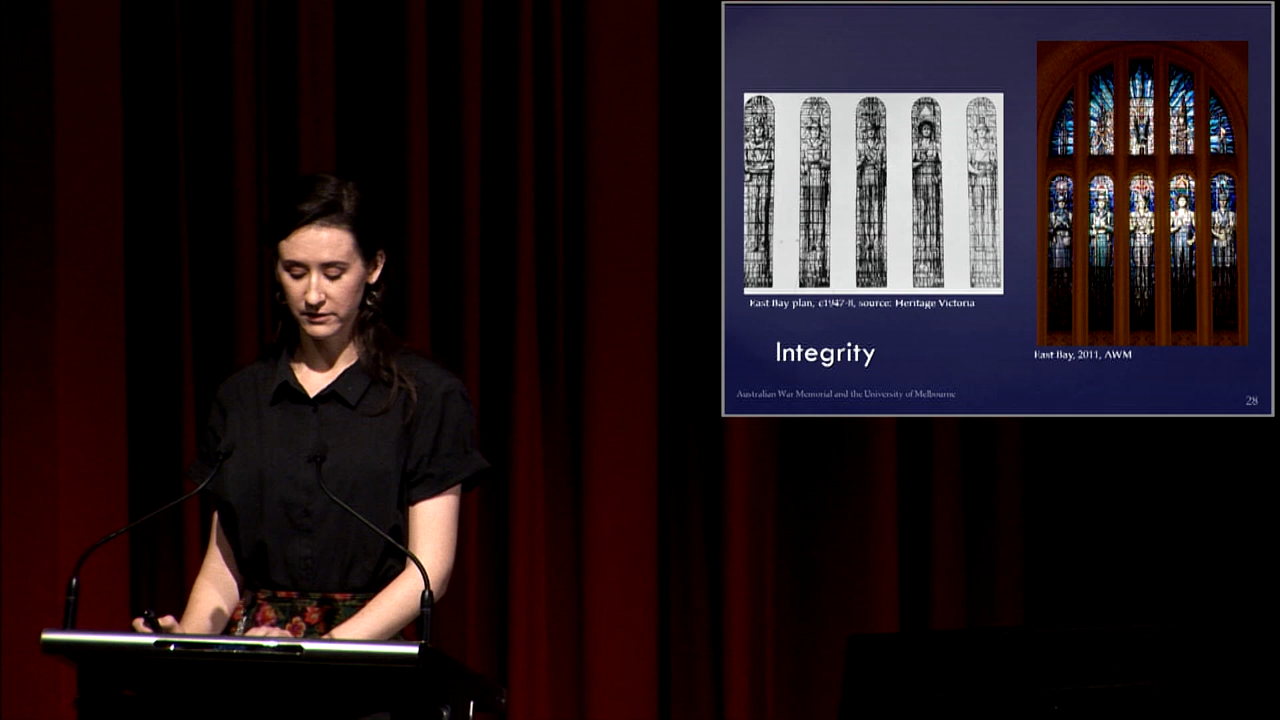 East Bay plan, c1947-8, source: Heritage Victoria
East Bay, 2011, AWM
Integrity
Australian War Memorial and the University of Melbourne
28